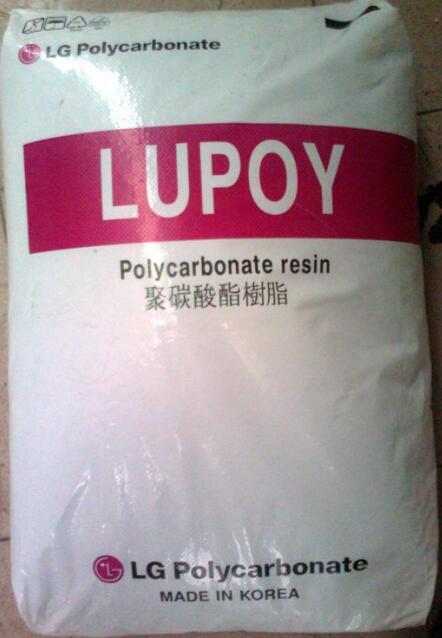 LG Polycarbonate
LUPOY
Polycarbonate resin
聚碳酸酯樹脂
LG Polycarbonate
MADE IN KOREA